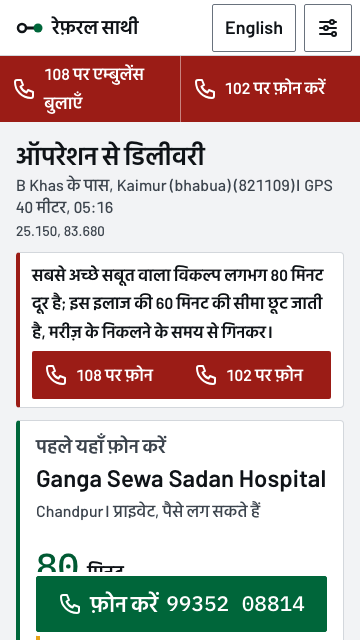 रेफ़रल साथी
English
108 पर एम्बुलेंस
बुलाएँ
102 पर फ़ोन करें
ऑपरेशन से डिलीवरी
B Khas के पास, Kaimur (bhabua) (821109)। GPS
40 मीटर, 05:16
25.150, 83.680
सबसे अच्छे सबूत वाला विकल्प लगभग 80 मिनट
दूर है; इस इलाज की 60 मिनट की सीमा छूट जाती
है, मरीज़ के निकलने के समय से गिनकर।
108 पर फ़ोन
102 पर फ़ोन
पहले यहाँ फ़ोन करें
Ganga Sewa Sadan Hospital
Chandpur। प्राइवेट, पैसे लग सकते हैं
80 मिनट
फ़ोन करें 99352 08814